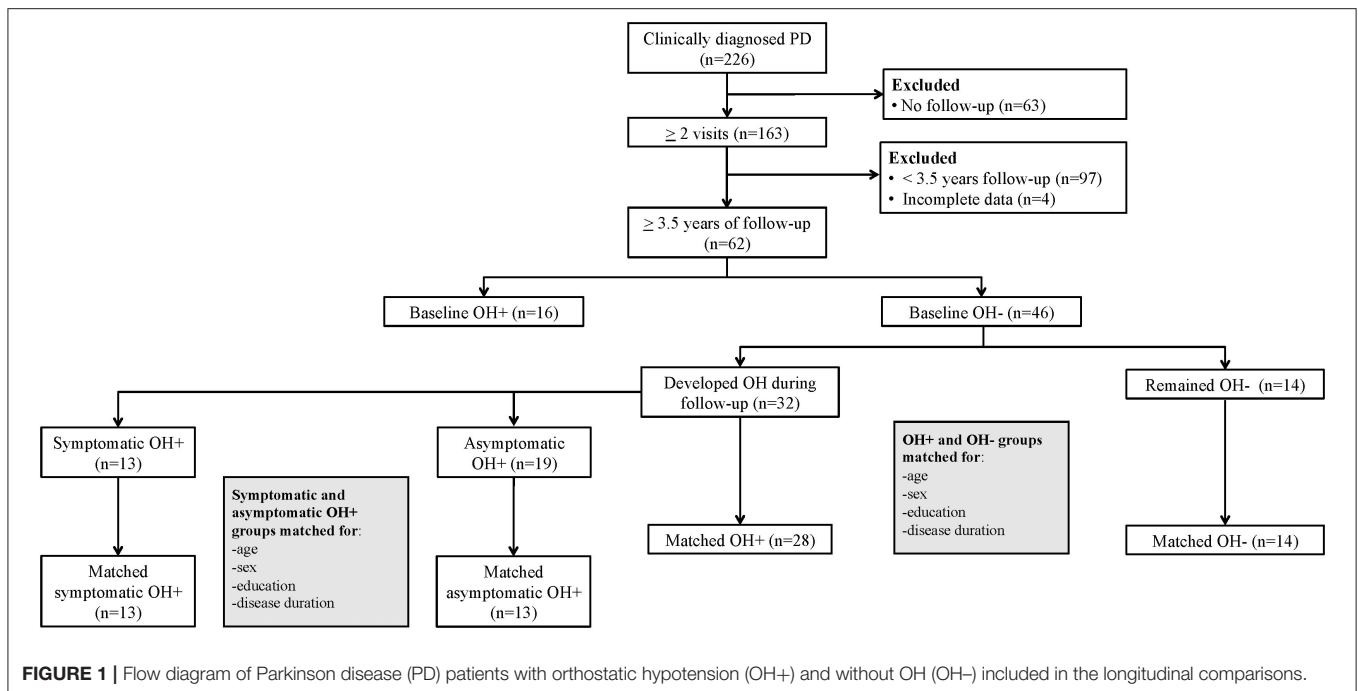 Clinically diagnosed PD
(n=226)
Excluded
• No follow-up (n=63)
≥ 2 visits (n=163)
Excluded
• < 3.5 years follow-up (n=97)
• Incomplete data (n=4)
≥ 3.5 years of follow-up
(n=62)
Baseline OH+ (n=16)
Baseline OH- (n=46)
Developed OH during
follow-up (n=32)
Remained OH- (n=14)
Symptomatic OH+
(n=13)
Asymptomatic
OH+ (n=19)
Symptomatic and
asymptomatic OH+
groups matched for:
-age
-sex
-education
-disease duration
OH+ and OH- groups
matched for:
-age
-sex
-education
-disease duration
Matched
symptomatic OH+
(n=13)
Matched
asymptomatic OH+
(n=13)
Matched OH+ (n=28)
Matched OH- (n=14)
FIGURE 1 | Flow diagram of Parkinson disease (PD) patients with orthostatic hypotension (OH+) and without OH (OH–) included in the longitudinal comparisons.